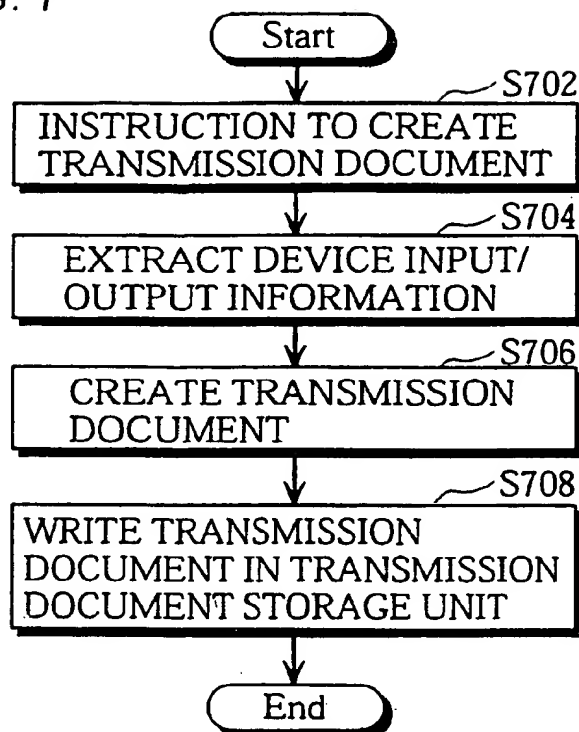 G. 7
Start
S702
INSTRUCTION TO CREATE
TRANSMISSION DOCUMENT
S704
EXTRACT DEVICE INPUT/
OUTPUT INFORMATION
S706
CREATE TRANSMISSION
DOCUMENT
S708
WRITE TRANSMISSION
DOCUMENT IN TRANSMISSION
DOCUMENT STORAGE UNIT
End